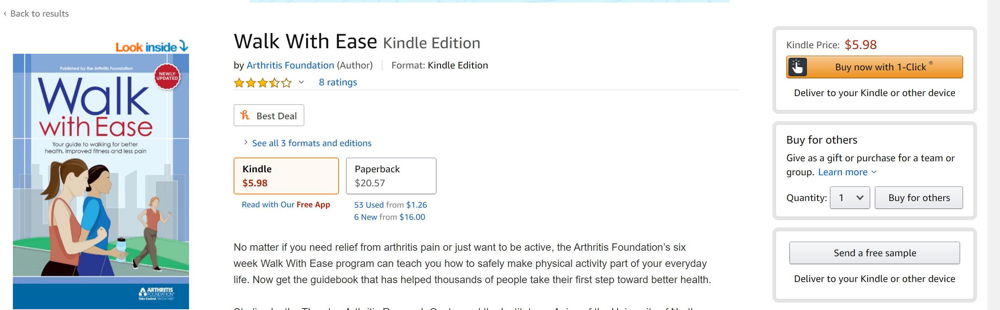 ‹ Back to results
Look inside
Published by the Arthritis Foundation
NEWLY
UPDATED
Walk
with Ease
Your guide to walking for better
health, improved fitness and less pain
ARTHRITIS
FOUNDATION®
Take Control. We Can Help™
Walk With Ease Kindle Edition
by Arthritis Foundation (Author) Format: Kindle Edition
8 ratings
Best Deal
› See all 3 formats and editions
Kindle
$5.98
Paperback
$20.57
Read with Our Free App
53 Used from $1.26
6 New from $16.00
No matter if you need relief from arthritis pain or just want to be active, the Arthritis Foundation’s six
week Walk With Ease program can teach you how to safely make physical activity part of your everyday
life. Now get the guidebook that has helped thousands of people take their first step toward better health.
Kindle Price: $5.98
Buy now with 1-Click ®
Deliver to your Kindle or other device
Buy for others
Give as a gift or purchase for a team or
group. Learn more
Quantity: 1 Buy for others
Send a free sample
Deliver to your Kindle or other device